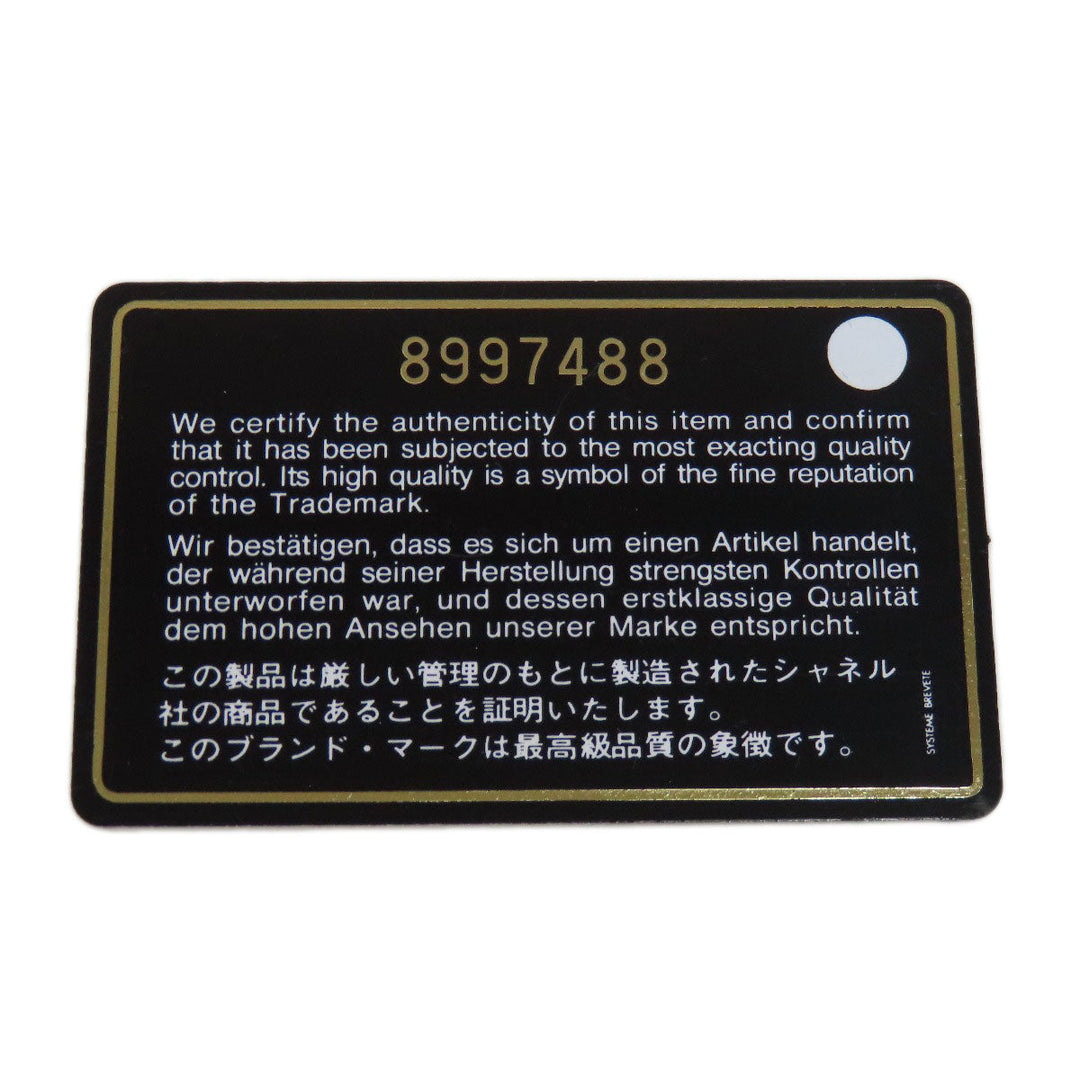 8997488
We certify the authenticity of this item and confirm
that it has been subjected to the most exacting quality
control. Its high quality is a symbol of the fine reputation
of the Trademark.
Wir bestätigen, dass es sich um einen Artikel handelt,
der während seiner Herstellung strengsten Kontrollen
unterworfen war, und dessen erstklassige Qualität
dem hohen Ansehen unserer Marke entspricht.
この製品は厳しい管理のもとに製造されたシャネル
社の商品であることを証明いたします。
このブランド・マークは最高級品質の象徴です。
SYSTEME BREVETE